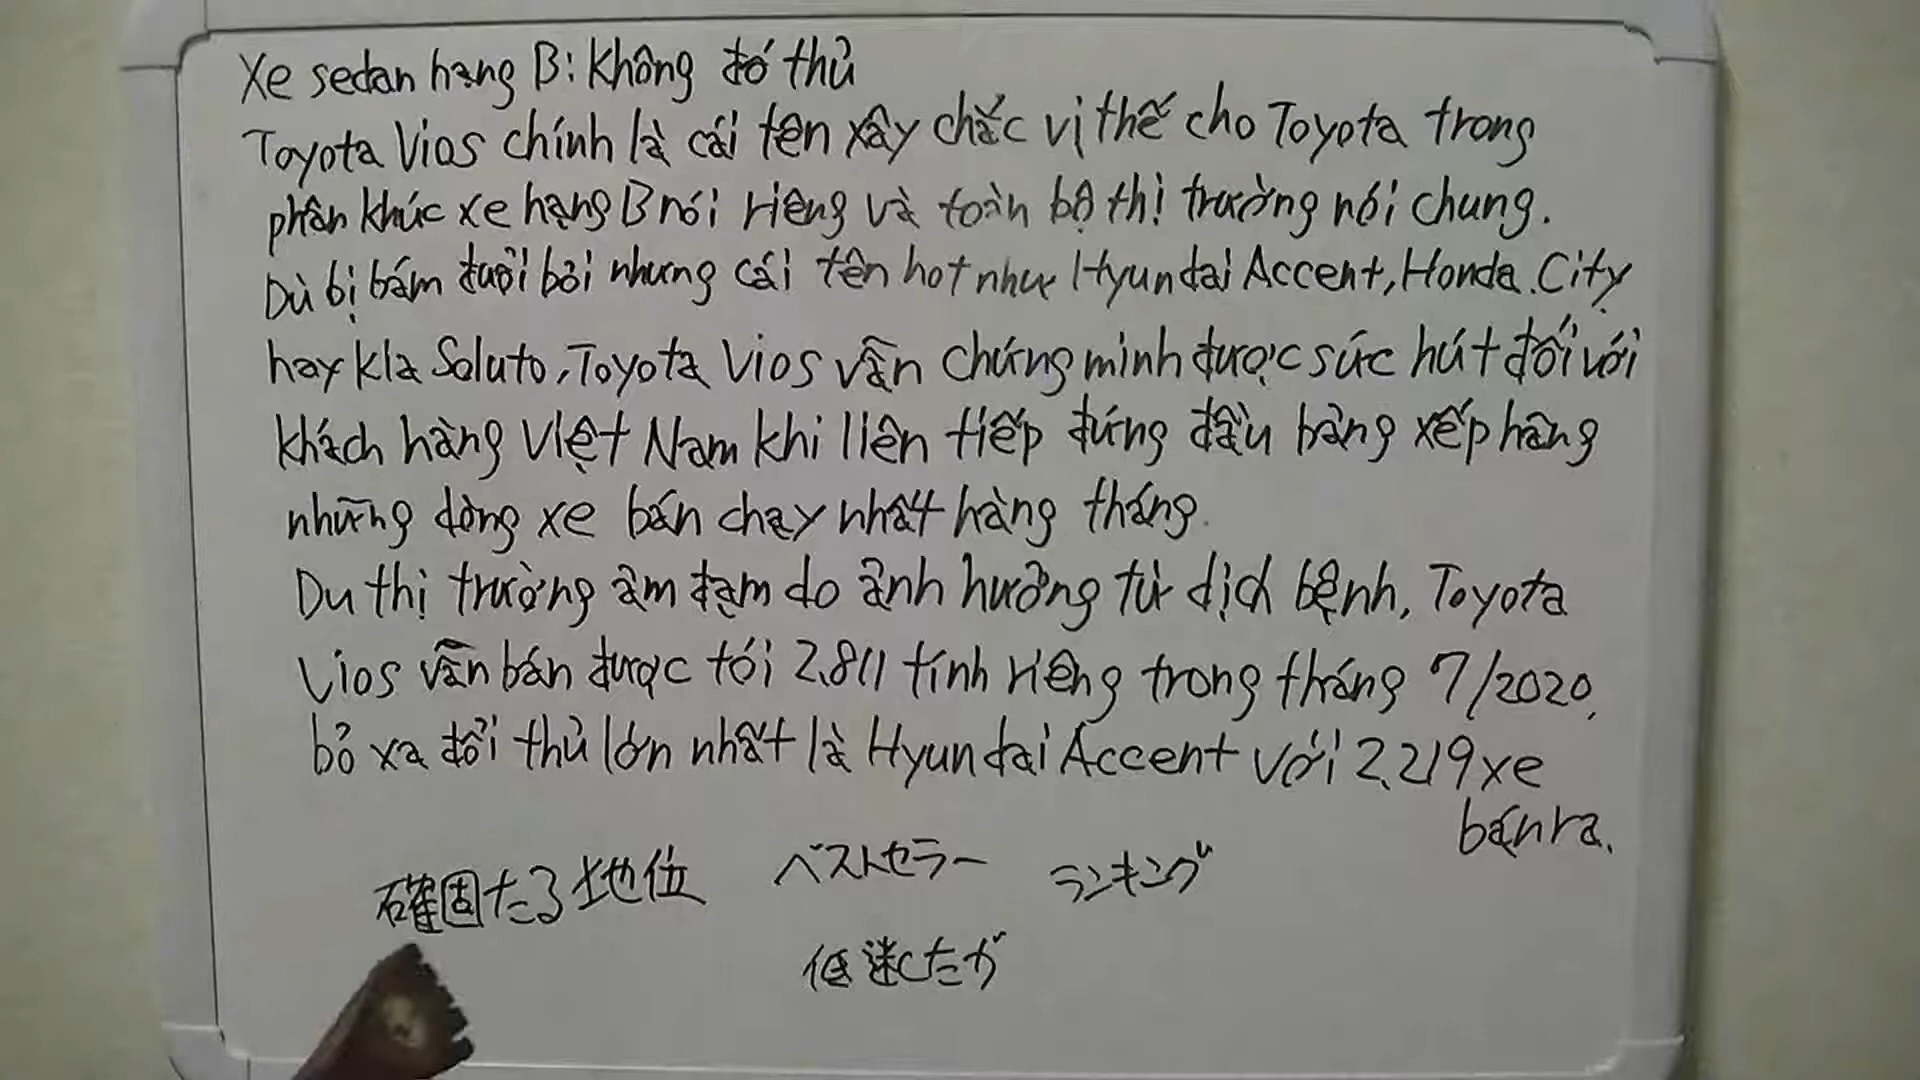 Xe sedan hạng B: Không đó thủ
Toyota Vios chính là cái tên xây chắc vị thế cho Toyota trong
phân khúc xe hạng B nói riêng và toàn bộ thị trường nói chung.
Dù bị bám đuổi bởi nhưng cái tên hot như Hyundai Accent, Honda City
hay kia Soluto, Toyota Vios vẫn chứng minh được sức hút đối với
khách hàng Việt Nam khi liên tiếp đứng đầu bảng xếp hâng
những dòng xe bán chạy nhất hàng tháng.
Du thị trường âm đạm do ảnh hưởng từ dịch bệnh, Toyota
Vios vẫn bán được tới 2.811 tính riêng trong tháng 7/2020,
bỏ xa đổi thủ lớn nhất là Hyundai Accent với 2.219 xe
bán ra.
確固たる地位 ベストセラー ランキング
低迷したが